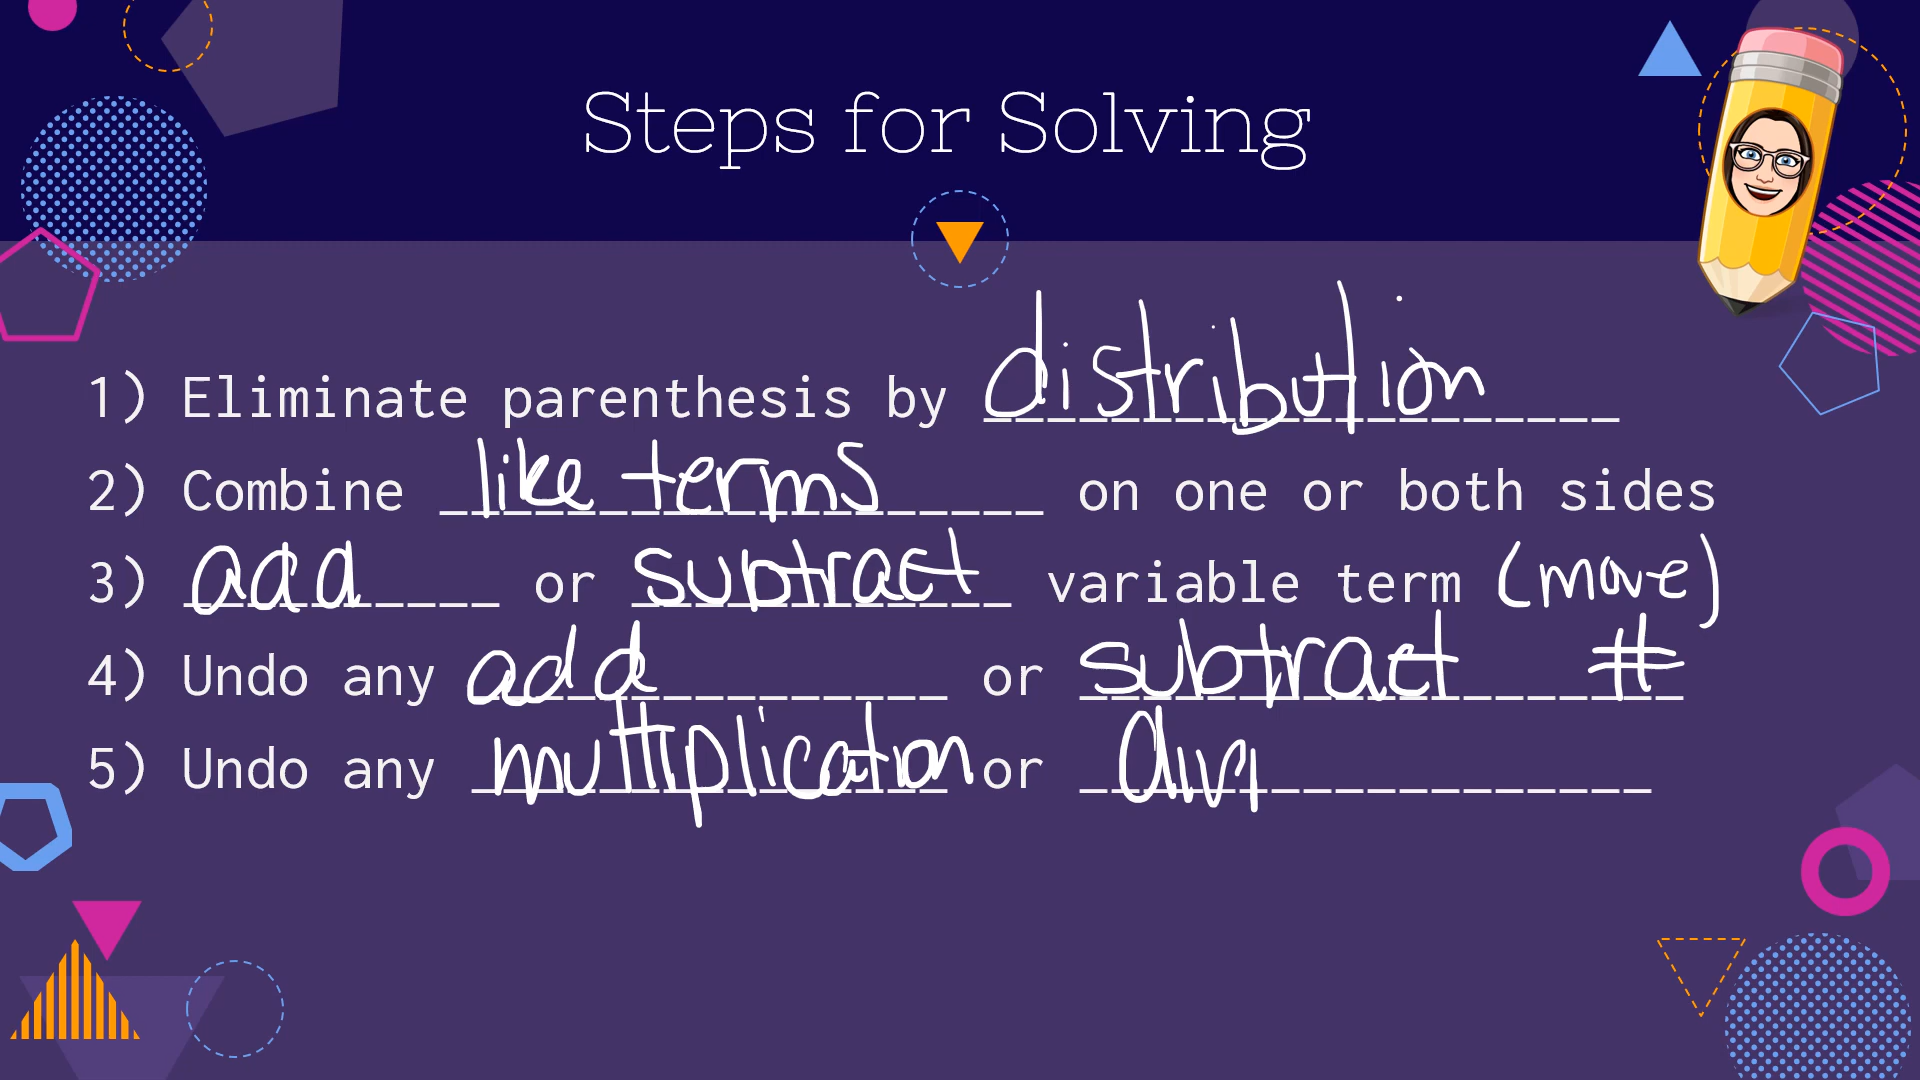 Steps for Solving
1) Eliminate parenthesis by distribution
2) Combine like terms on one or both sides
3) add or subtract variable term (move)
4) Undo any add or subtract #
5) Undo any multiplication or divi